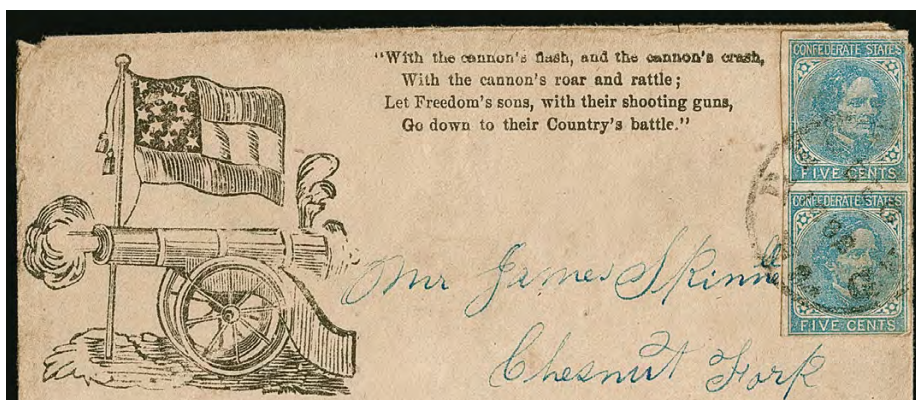 "With the cannon's flash, and the cannon's crash,
With the cannon's roar and rattle;
Let Freedom's sons, with their shooting guns,
Go down to their Country's battle."
CONFEDERATE STATES
FIVE CENTS
CONFEDERATE STATES
FIVE CENTS
Mr James Skinne
Chesnut Fork